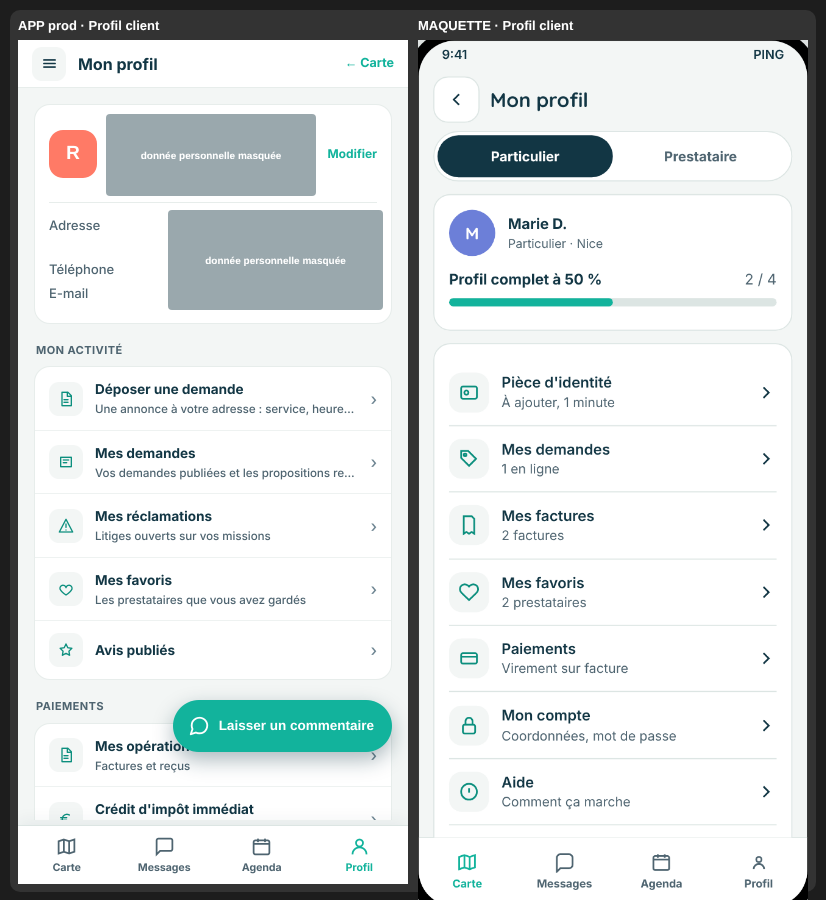 APP prod · Profil client
Mon profil
← Carte
R
donnée personnelle masquée
Modifier
Adresse
Téléphone
E-mail
donnée personnelle masquée
MON ACTIVITÉ
Déposer une demande
Une annonce à votre adresse : service, heure...
Mes demandes
Vos demandes publiées et les propositions re...
Mes réclamations
Litiges ouverts sur vos missions
Mes favoris
Les prestataires que vous avez gardés
Avis publiés
PAIEMENTS
Laisser un commentaire
Mes opération
Factures et reçus
Crédit d'impôt immédiat
Carte
Messages
Agenda
Profil
MAQUETTE · Profil client
9:41
PING
Mon profil
Particulier
Prestataire
M
Marie D.
Particulier · Nice
Profil complet à 50 %
2 / 4
Pièce d'identité
À ajouter, 1 minute
Mes demandes
1 en ligne
Mes factures
2 factures
Mes favoris
2 prestataires
Paiements
Virement sur facture
Mon compte
Coordonnées, mot de passe
Aide
Comment ça marche
Carte
Messages
Agenda
Profil